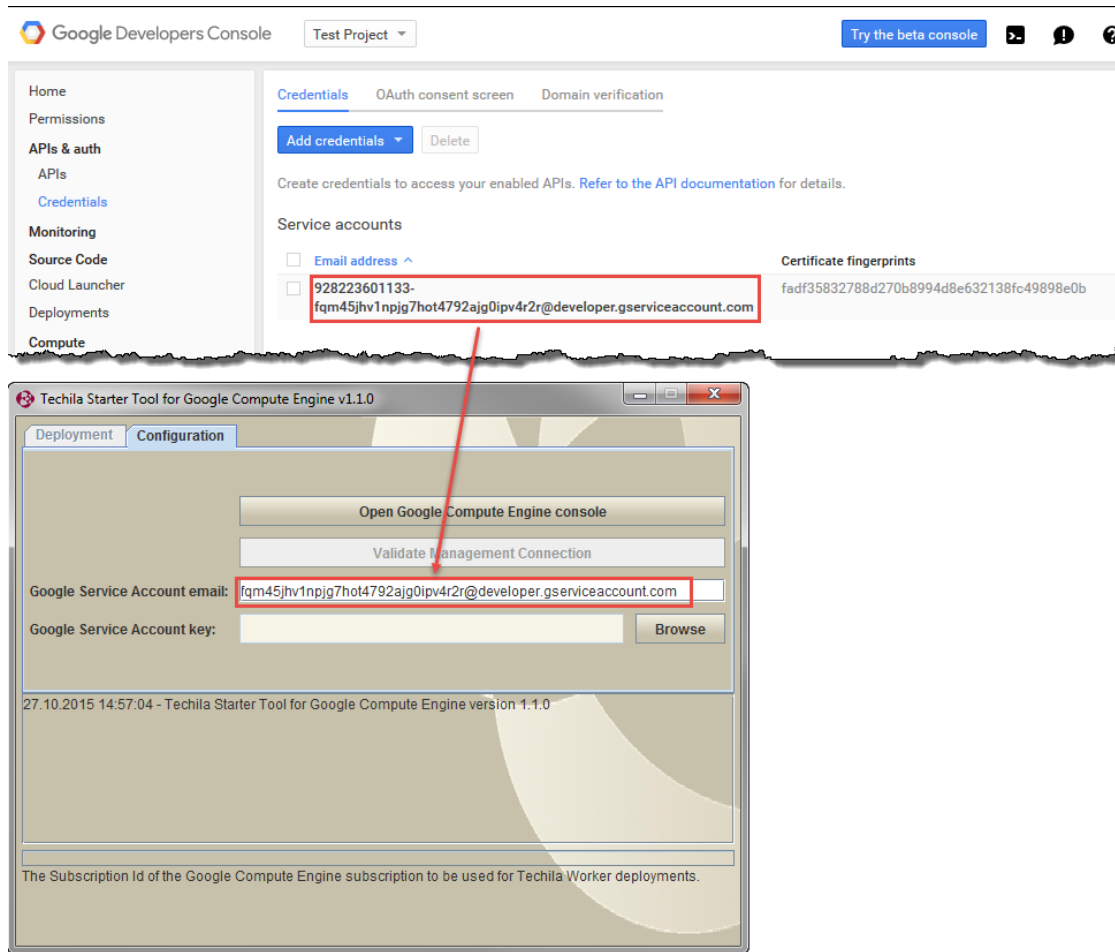 Google Developers Console
Test Project
Try the beta console
Home
Permissions
APIs & auth
APIs
Credentials
Monitoring
Source Code
Cloud Launcher
Deployments
Compute
Credentials OAuth consent screen Domain verification
Add credentials Delete
Create credentials to access your enabled APIs. Refer to the API documentation for details.
Service accounts
Email address Certificate fingerprints
928223601133- fadf35832788d270b8994d8e632138fc49898e0b
fqm45jhv1npjg7hot4792ajg0ipv4r2r@developer.gserviceaccount.com
Techila Starter Tool for Google Compute Engine v1.1.0
Deployment Configuration
Open Google Compute Engine console
Validate Management Connection
Google Service Account email: fqm45jhv1npjg7hot4792ajg0ipv4r2r@developer.gserviceaccount.com
Google Service Account key: Browse
27.10.2015 14:57:04 - Techila Starter Tool for Google Compute Engine version 1.1.0
The Subscription Id of the Google Compute Engine subscription to be used for Techila Worker deployments.